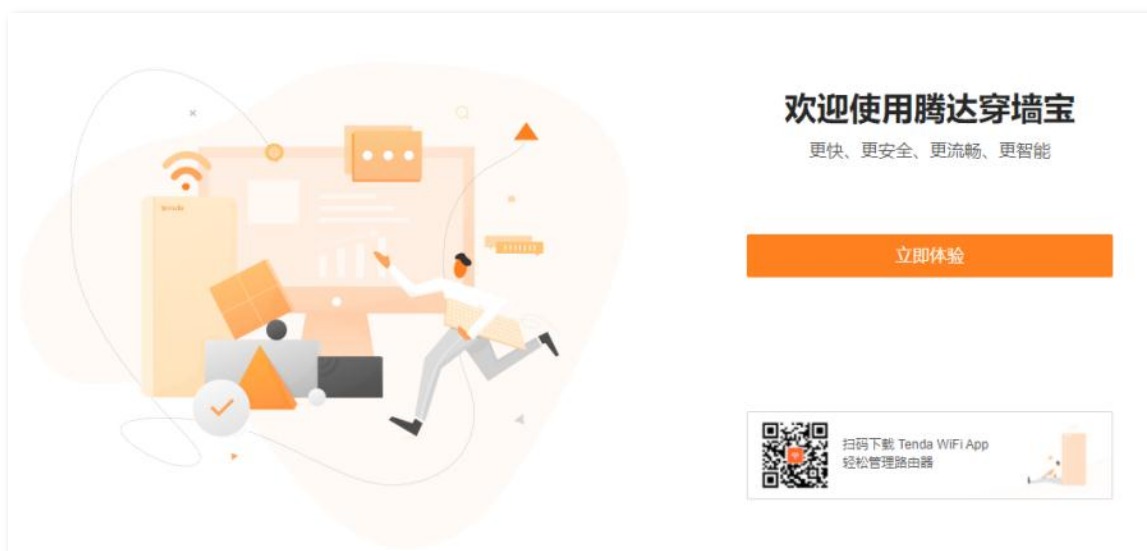 欢迎使用腾达穿墙宝
更快、更安全、更流畅、更智能
tenda
立即体验
扫码下载 Tenda WiFi App
轻松管理路由器